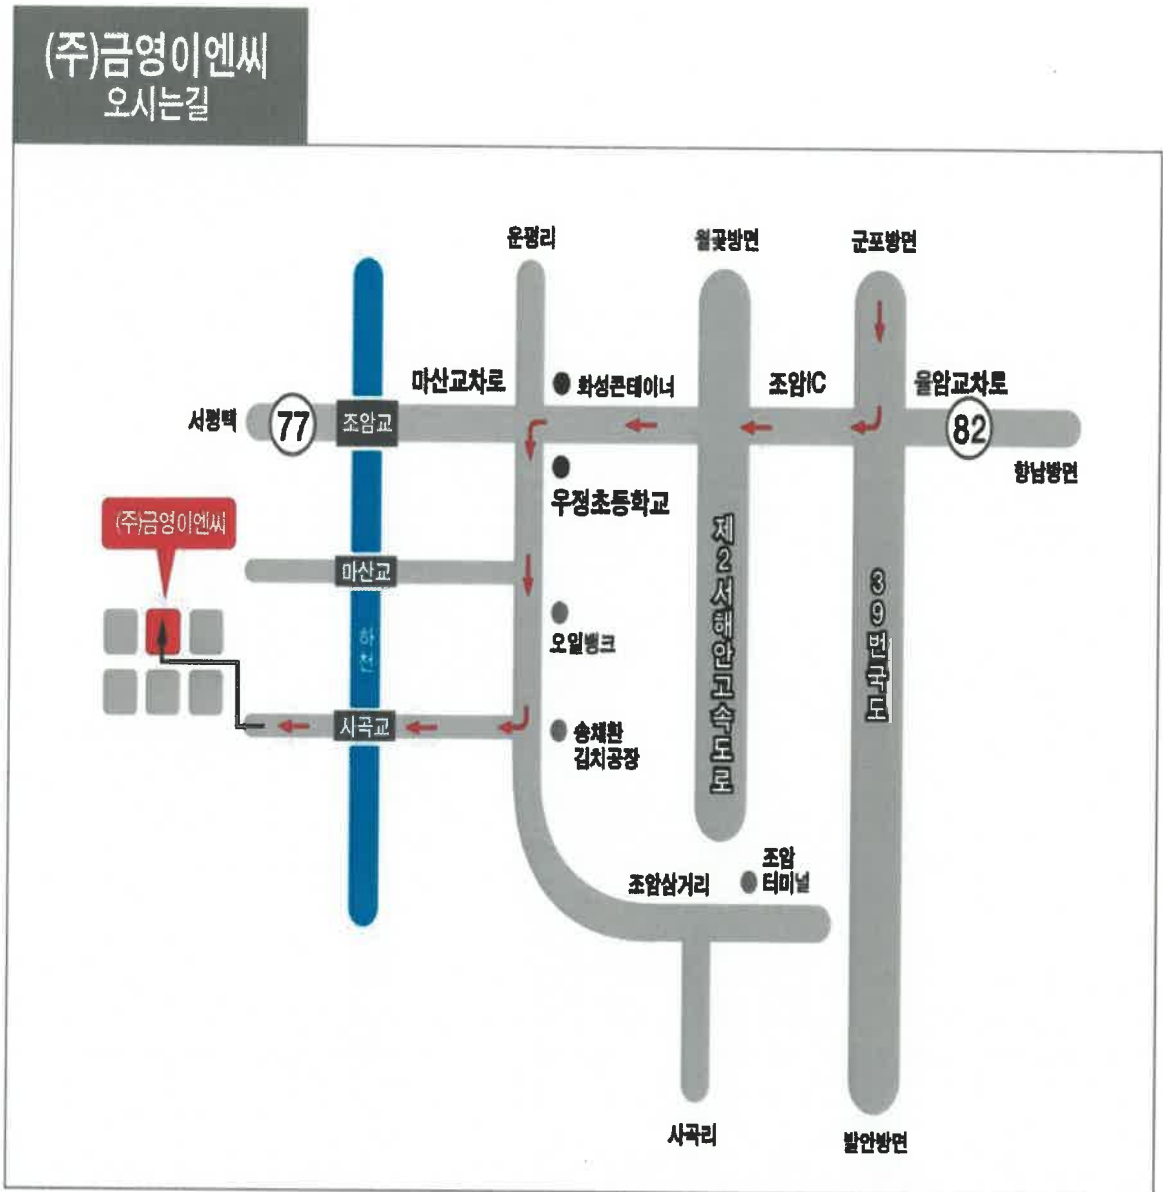 (주)금영이엔씨
오시는길
운평리
월곶방면
군포방면
마산교차로
화성콘테이너
조암IC
율암교차로
서평택
77
조암교
82
향남방면
우정초등학교
(주)금영이엔씨
마산교
제2서해안고속도로
39번국도
하천
오일뱅크
사곡교
송채환
김치공장
조암삼거리
조암
터미널
사곡리
발안방면